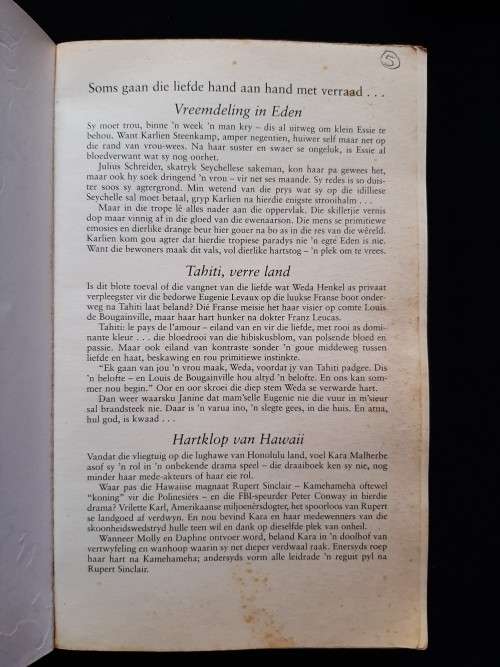 5
Soms gaan die liefde hand aan hand met verraad . . .
Vreemdeling in Eden
Sy moet trou, binne 'n week 'n man kry – dis al uitweg om klein Essie te
behou. Want Karlien Steenkamp, amper negentien, huiwer self maar net op
die rand van vrou-wees. Na haar suster en swaer se ongeluk, is Essie al
bloedverwant wat sy nog oorhet.
Julius Schreider, skatryk Seychellese sakeman, kon haar pa gewees het,
maar ook hy soek dringend 'n vrou – vir net ses maande. Sy redes is so duis-
ter soos sy agtergrond. Min wetend van die prys wat sy op die idilliese
Seychelle sal moet betaal, gryp Karlien na hierdie enigste strooihalm . . .
Maar in die trope lê alles nader aan die oppervlak. Die skilletjie vernis
dop maar vinnig af in die gloed van die ewenaarson. Die mens se primitiewe
emosies en dierlike drange beur hier gouer na bo as in die res van die wêreld.
Karlien kom gou agter dat hierdie tropiese paradys nie 'n egte Eden is nie.
Want die bewoners maak dit vals, vol dierlike hartstog – 'n plek om te vrees.
Tahiti, verre land
Is dit blote toeval of die vangnet van die liefde wat Weda Henkel as privaat
verpleegster vir die bedorwe Eugenie Levaux op die luukse Franse boot onder-
weg na Tahiti laat beland? Dié Franse meisie het haar visier op comte Louis
de Bougainville, maar haar hart hunker na dokter Franz Leucas.
Tahiti: le pays de l'amour – eiland van en vir die liefde, met rooi as domi-
nante kleur . . . die bloedrooi van die hibiskusblom, van polsende bloed en
passie. Maar ook eiland van kontraste sonder 'n goue middeweg tussen
liefde en haat, beskawing en rou primitiewe instinkte.
"Ek gaan van jou 'n vrou maak, Weda, voordat jy van Tahiti padgee. Dis
'n belofte – en Louis de Bougainville hou altyd 'n belofte. En ons kan som-
mer nou begin." Oor en oor skroei die diep stem Weda se verwarde hart.
Dan weer waarsku Janine dat mam'selle Eugenie nie die vuur in m'sieur
sal brandsteek nie. Daar is 'n varua ino, 'n slegte gees, in die huis. En atua,
hul god, is kwaad . . .
Hartklop van Hawaii
Vandat die vliegtuig op die lughawe van Honolulu land, voel Kara Malherbe
asof sy 'n rol in 'n onbekende drama speel – die draaiboek ken sy nie, nog
minder haar mede-akteurs of haar eie rol.
Waar pas die Hawaiise magnaat Rupert Sinclair – Kamehameha oftewel
"koning" vir die Polinesiërs – en die FBI-speurder Peter Conway in hierdie
drama? Vrilette Karl, Amerikaanse miljoenêrsdogter, het spoorloos van Rupert
se landgoed af verdwyn. En nou bevind Kara en haar medewenners van die
skoonheidswedstryd hulle teen wil en dank op dieselfde plek van onheil.
Wanneer Molly en Daphne ontvoer word, beland Kara in 'n doolhof van
vertwyfeling en wanhoop waarin sy net dieper verdwaal raak. Enersyds roep
haar hart na Kamehameha; andersyds vorm alle leidrade 'n reguit pyl na
Rupert Sinclair.